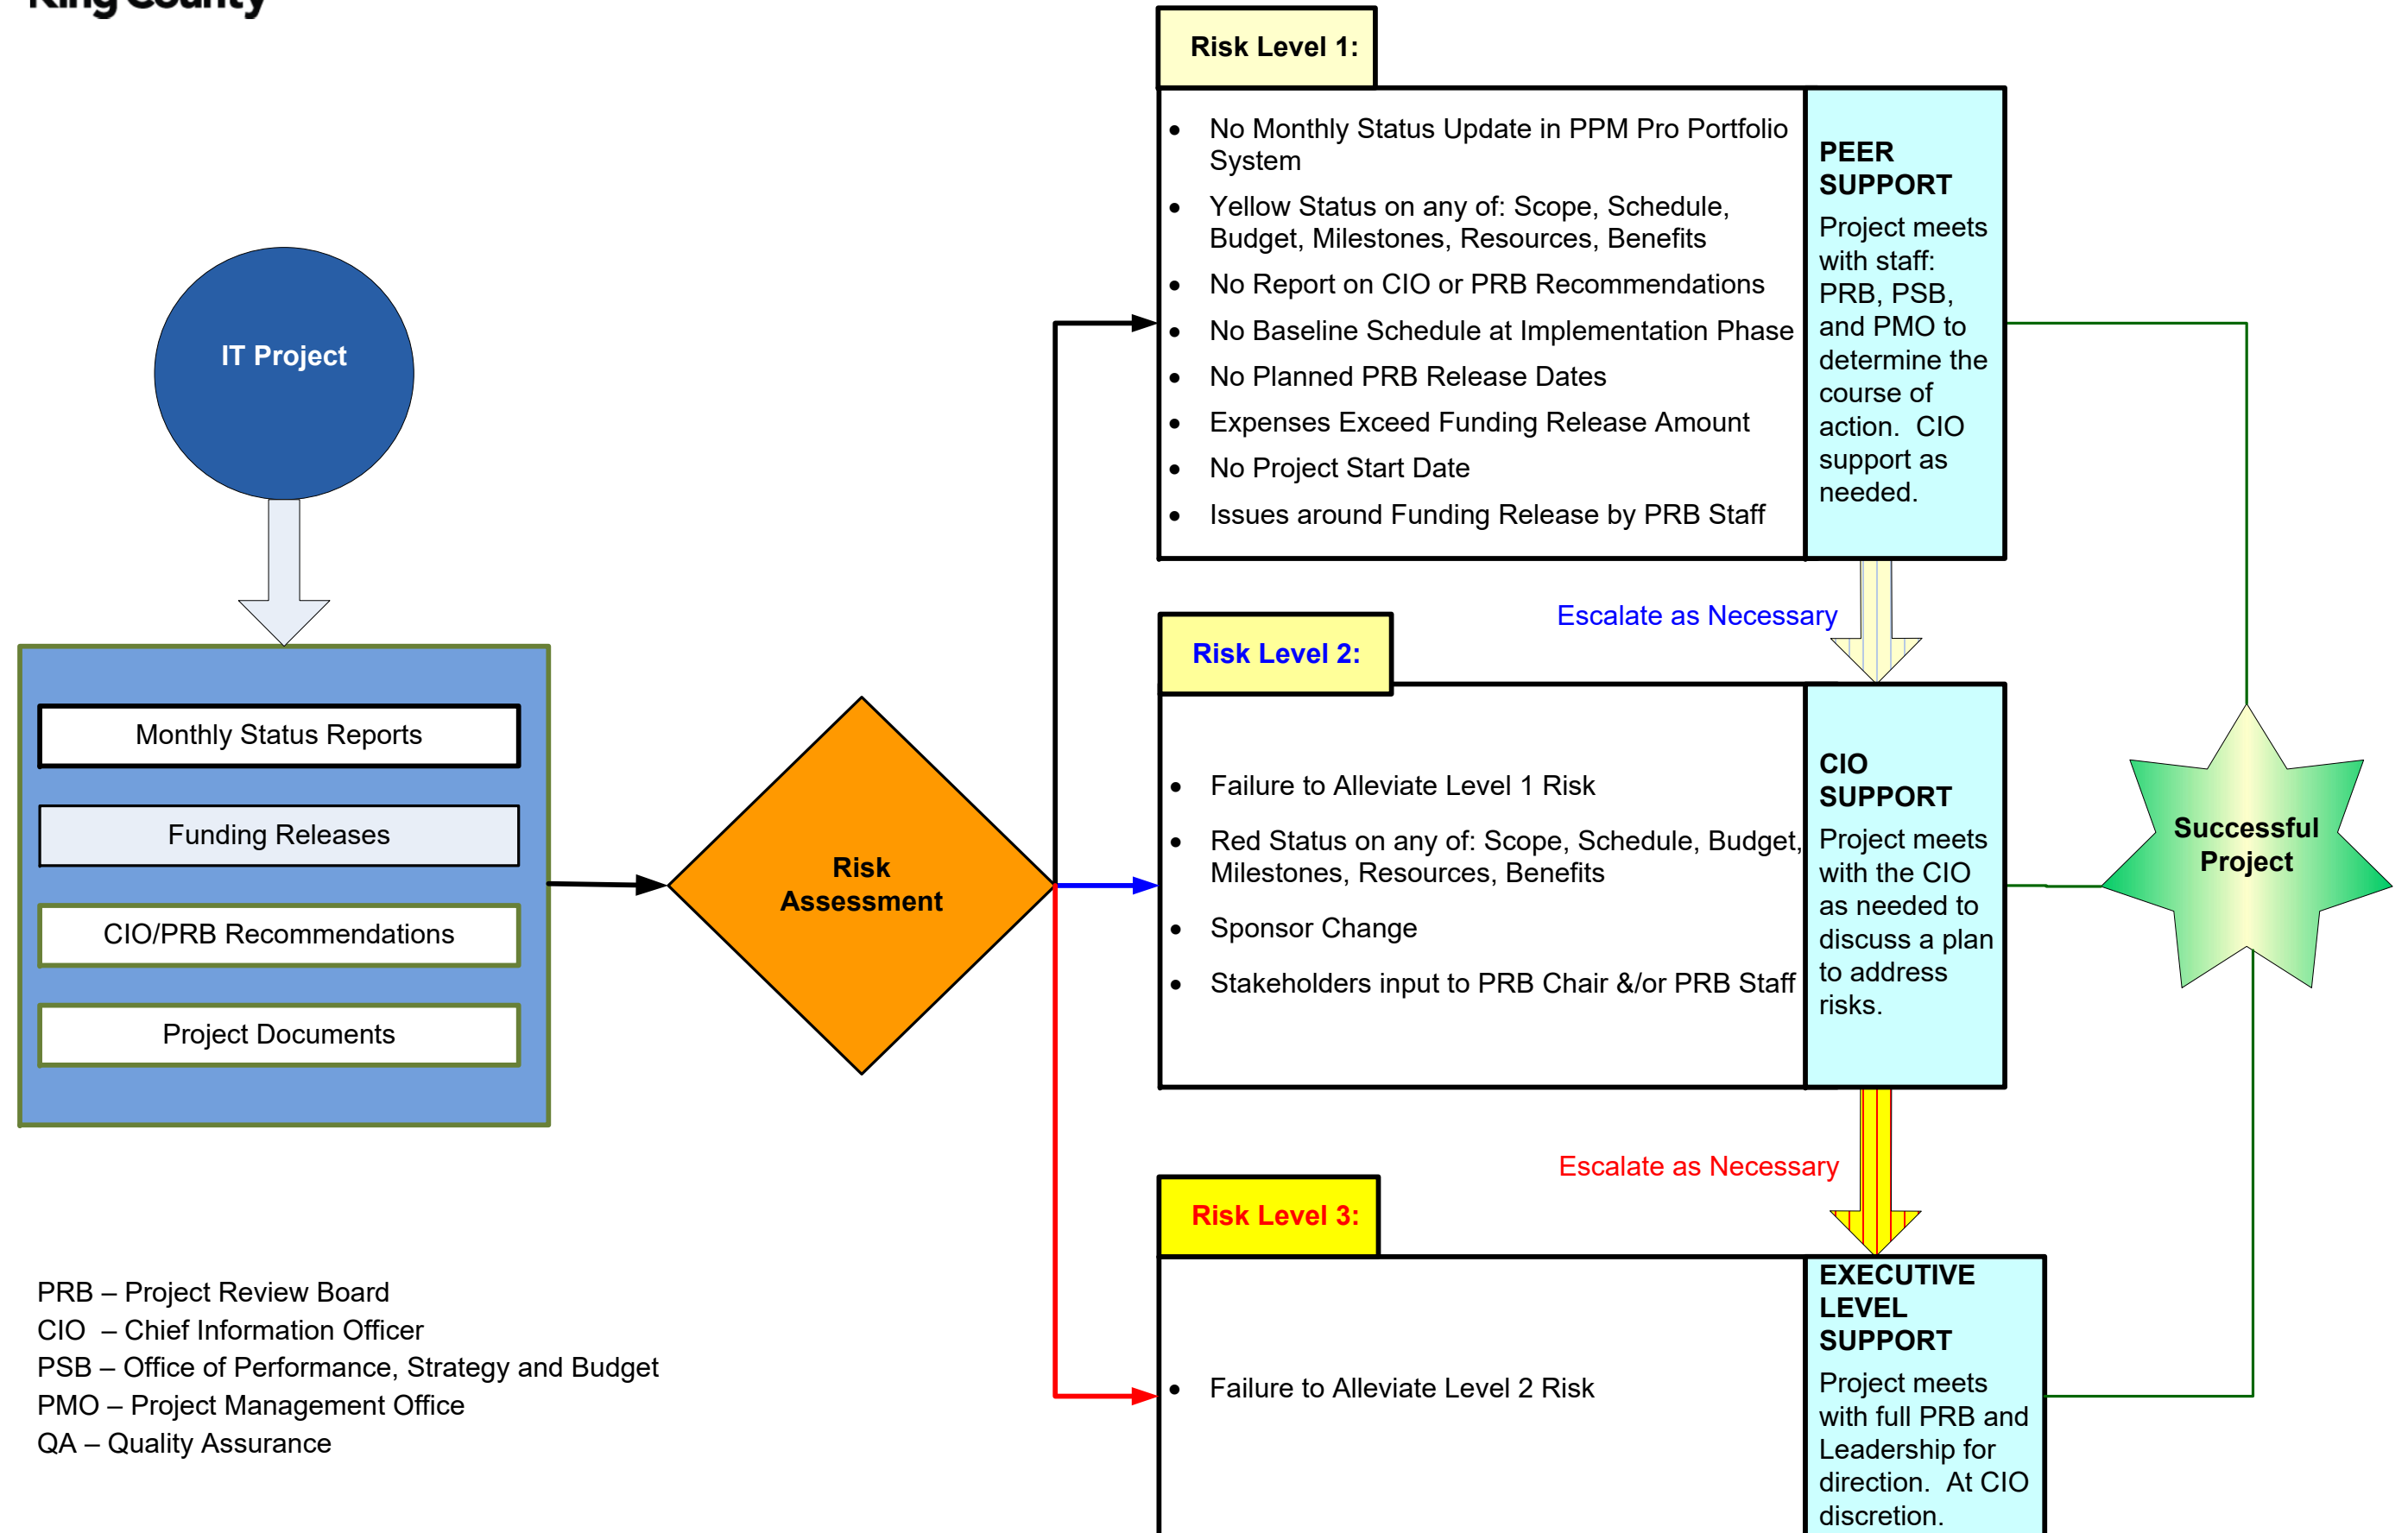 King County
IT Project
Monthly Status Reports
Funding Releases
CIO/PRB Recommendations
Project Documents
Risk
Assessment
Risk Level 1:
• No Monthly Status Update in PPM Pro Portfolio
System
• Yellow Status on any of: Scope, Schedule,
Budget, Milestones, Resources, Benefits
• No Report on CIO or PRB Recommendations
• No Baseline Schedule at Implementation Phase
• No Planned PRB Release Dates
• Expenses Exceed Funding Release Amount
• No Project Start Date
• Issues around Funding Release by PRB Staff
PEER
SUPPORT
Project meets
with staff:
PRB, PSB,
and PMO to
determine the
course of
action.  CIO
support as
needed.
Escalate as Necessary
Risk Level 2:
• Failure to Alleviate Level 1 Risk
• Red Status on any of: Scope, Schedule, Budget,
Milestones, Resources, Benefits
• Sponsor Change
• Stakeholders input to PRB Chair &/or PRB Staff
CIO
SUPPORT
Project meets
with the CIO
as needed to
discuss a plan
to address
risks.
Escalate as Necessary
Risk Level 3:
• Failure to Alleviate Level 2 Risk
EXECUTIVE
LEVEL
SUPPORT
Project meets
with full PRB and
Leadership for
direction.  At CIO
discretion.
Successful
Project
PRB – Project Review Board
CIO  – Chief Information Officer
PSB – Office of Performance, Strategy and Budget
PMO – Project Management Office
QA – Quality Assurance